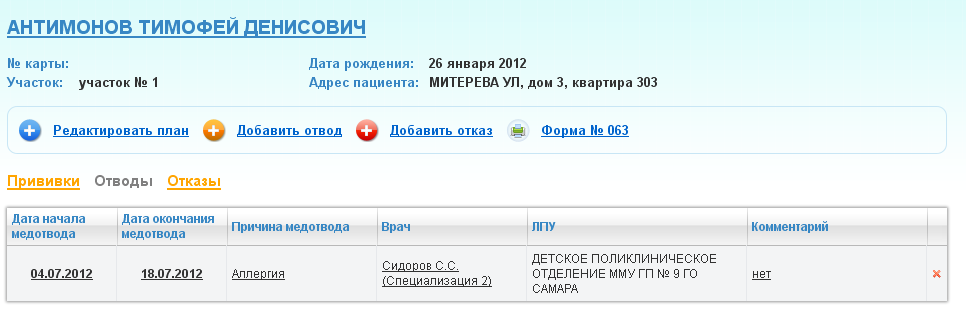 АНТИМОНОВ ТИМОФЕЙ ДЕНИСОВИЧ
№ карты: Дата рождения: 26 января 2012
Участок: участок № 1 Адрес пациента: МИТЕРЕВА УЛ, дом 3, квартира 303
Редактировать план Добавить отвод Добавить отказ Форма № 063
Прививки Отводы Отказы
Дата начала медотвода Дата окончания медотвода Причина медотвода Врач ЛПУ Комментарий
04.07.2012 18.07.2012 Аллергия Сидоров С.С. (Специализация 2) ДЕТСКОЕ ПОЛИКЛИНИЧЕСКОЕ ОТДЕЛЕНИЕ ММУ ГП № 9 ГО САМАРА нет